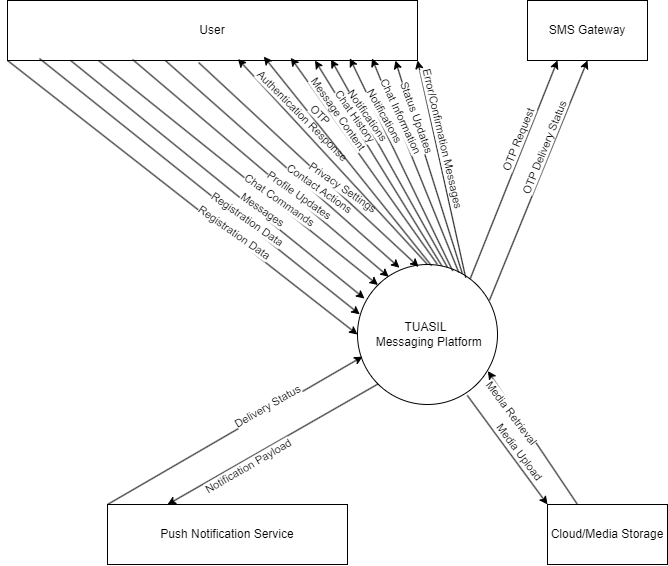 User
SMS Gateway
Authentication Response
OTP
Message Content
Chat History
Notifications
Notifications
Chat Information
Status Updates
Error/Confirmation Messages
OTP Request
OTP Delivery Status
Privacy Settings
Contact Actions
Profile Updates
Chat Commands
Messages
Registration Data
Registration Data
TUASIL
Messaging Platform
Delivery Status
Notification Payload
Media Retrieval
Media Upload
Push Notification Service
Cloud/Media Storage